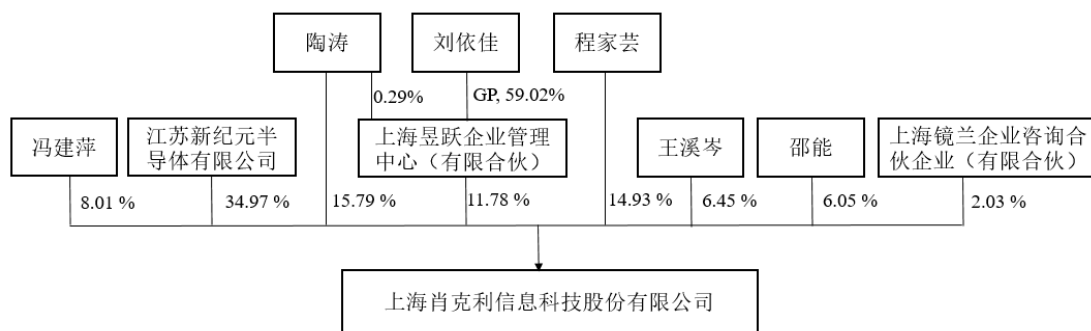 陶涛
刘依佳
程家芸
0.29%
GP, 59.02%
冯建萍
江苏新纪元半
导体有限公司
上海昱跃企业管理
中心（有限合伙）
王溪岑
邵能
上海镜兰企业咨询合
伙企业（有限合伙）
8.01 %
34.97 %
15.79 %
11.78 %
14.93 %
6.45 %
6.05 %
2.03 %
上海肖克利信息科技股份有限公司